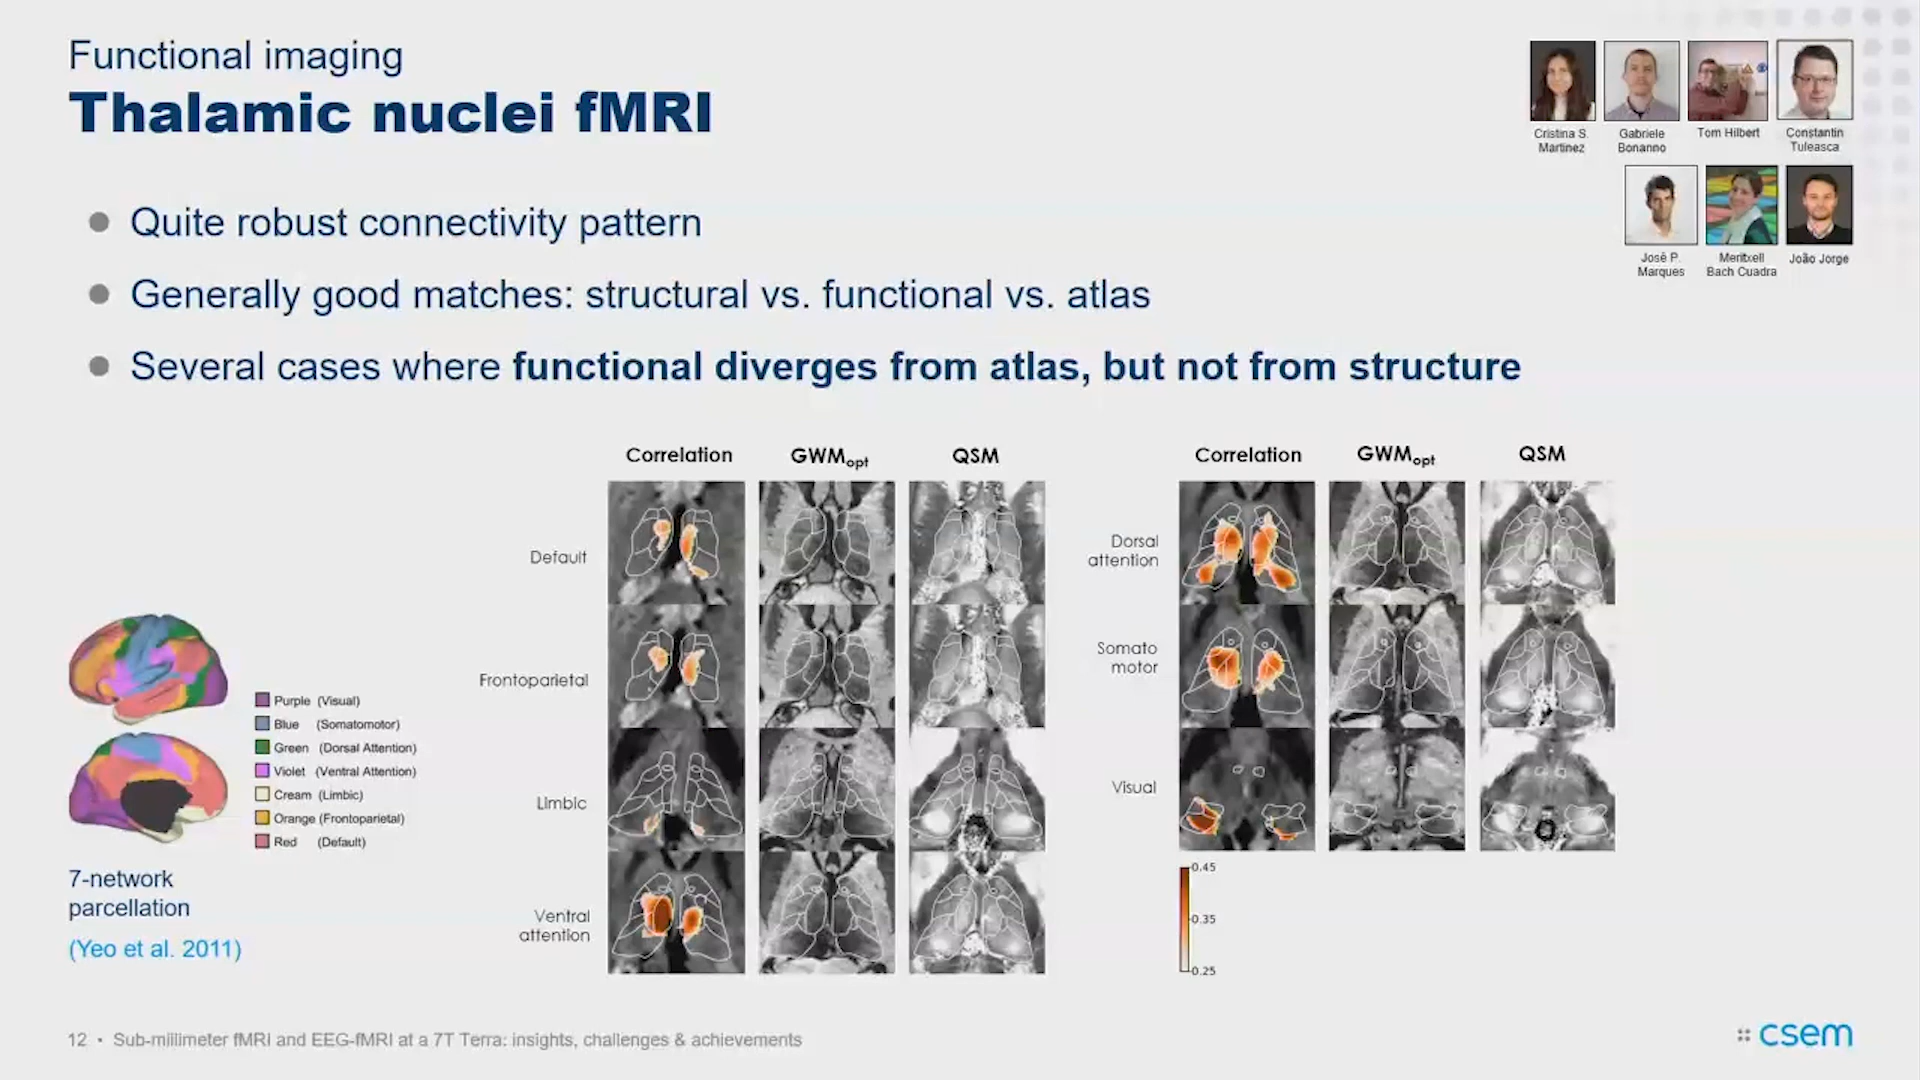 Functional imaging
Thalamic nuclei fMRI
Cristina S.
Martinez
Gabriele
Bonanno
Tom Hilbert
Constantin
Tuleasca
José P.
Marques
Meritxell
Bach Cuadra
João Jorge
Quite robust connectivity pattern
Generally good matches: structural vs. functional vs. atlas
Several cases where functional diverges from atlas, but not from structure
Correlation GWMopt QSM
Default
Frontoparietal
Limbic
Ventral
attention
Correlation GWMopt QSM
Dorsal
attention
Somato
motor
Visual
0.45
0.35
0.25
Purple (Visual)
Blue (Somatomotor)
Green (Dorsal Attention)
Violet (Ventral Attention)
Cream (Limbic)
Orange (Frontoparietal)
Red (Default)
7-network
parcellation
(Yeo et al. 2011)
12 • Sub-millimeter fMRI and EEG-fMRI at a 7T Terra: insights, challenges & achievements
csem